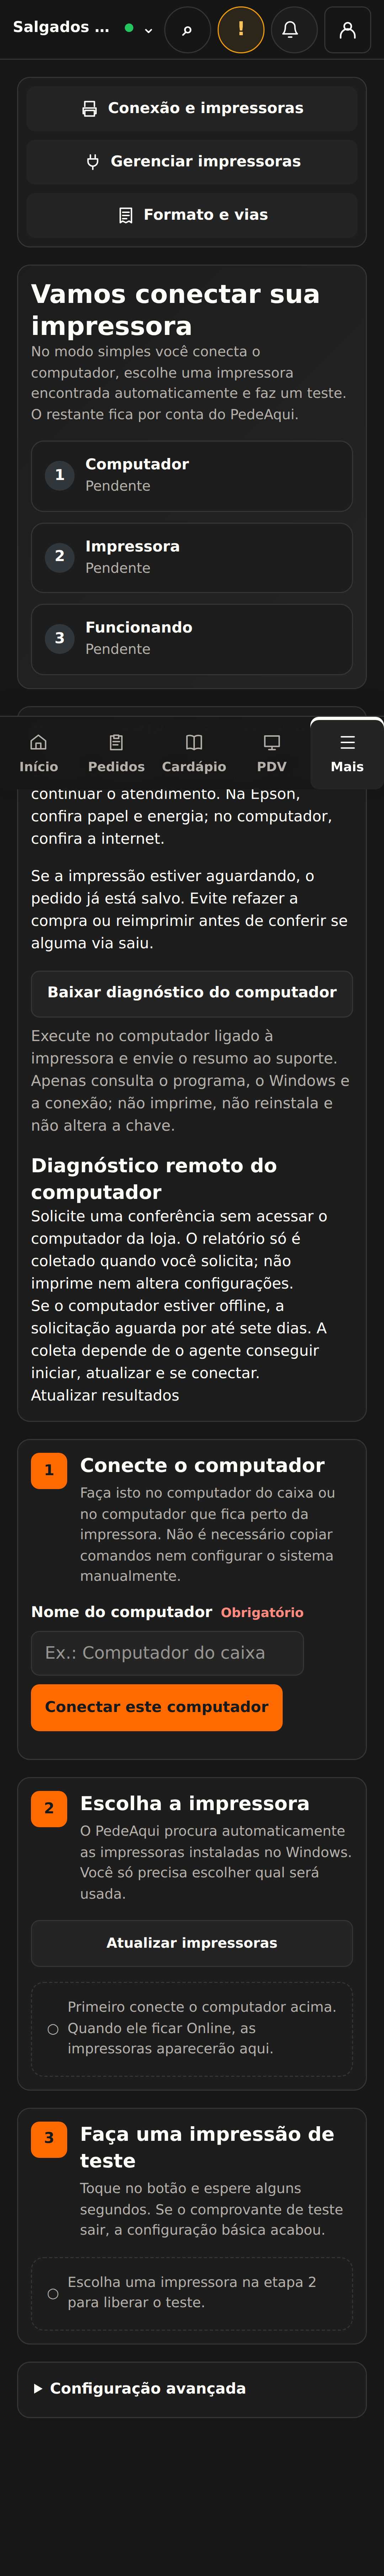 Salgados ...
!
Conexão e impressoras
Gerenciar impressoras
Formato e vias
Vamos conectar sua
impressora
No modo simples você conecta o
computador, escolhe uma impressora
encontrada automaticamente e faz um teste.
O restante fica por conta do PedeAqui.
1
Computador
Pendente
2
Impressora
Pendente
3
Funcionando
Pendente
Início
Pedidos
Cardápio
PDV
Mais
continuar o atendimento. Na Epson,
confira papel e energia; no computador,
confira a internet.
Se a impressão estiver aguardando, o
pedido já está salvo. Evite refazer a
compra ou reimprimir antes de conferir se
alguma via saiu.
Baixar diagnóstico do computador
Execute no computador ligado à
impressora e envie o resumo ao suporte.
Apenas consulta o programa, o Windows e
a conexão; não imprime, não reinstala e
não altera a chave.
Diagnóstico remoto do
computador
Solicite uma conferência sem acessar o
computador da loja. O relatório só é
coletado quando você solicita; não
imprime nem altera configurações.
Se o computador estiver offline, a
solicitação aguarda por até sete dias. A
coleta depende de o agente conseguir
iniciar, atualizar e se conectar.
Atualizar resultados
1
Conecte o computador
Faça isto no computador do caixa ou
no computador que fica perto da
impressora. Não é necessário copiar
comandos nem configurar o sistema
manualmente.
Nome do computador Obrigatório
Ex.: Computador do caixa
Conectar este computador
2
Escolha a impressora
O PedeAqui procura automaticamente
as impressoras instaladas no Windows.
Você só precisa escolher qual será
usada.
Atualizar impressoras
Primeiro conecte o computador acima.
Quando ele ficar Online, as
impressoras aparecerão aqui.
3
Faça uma impressão de
teste
Toque no botão e espere alguns
segundos. Se o comprovante de teste
sair, a configuração básica acabou.
Escolha uma impressora na etapa 2
para liberar o teste.
Configuração avançada